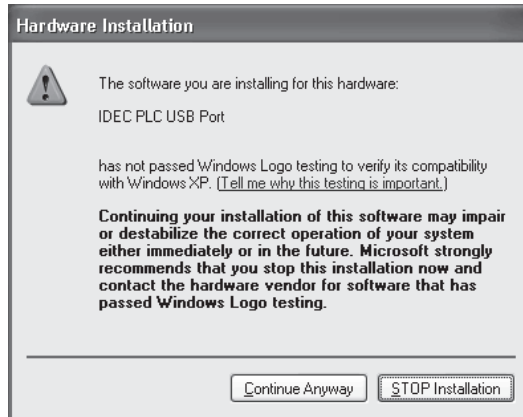 Hardware Installation
The software you are installing for this hardware:
IDEC PLC USB Port
has not passed Windows Logo testing to verify its compatibility
with Windows XP. (Tell me why this testing is important.)
Continuing your installation of this software may impair
or destabilize the correct operation of your system
either immediately or in the future. Microsoft strongly
recommends that you stop this installation now and
contact the hardware vendor for software that has
passed Windows Logo testing.
Continue Anyway
STOP Installation